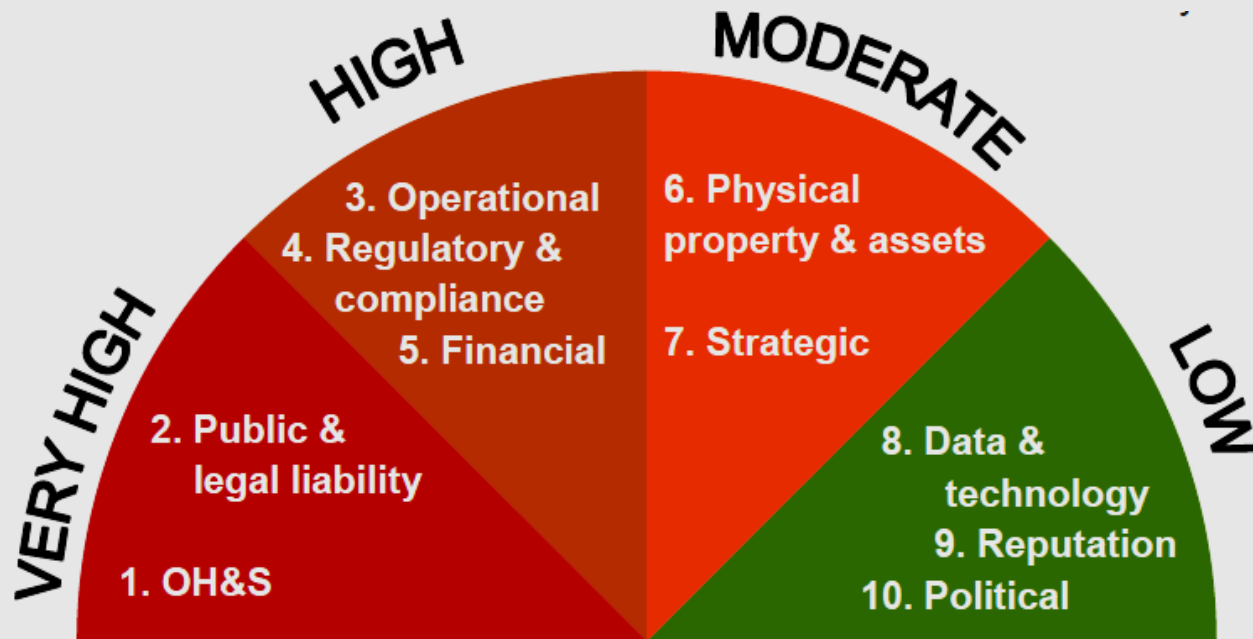 VERY HIGH
HIGH
MODERATE
LOW
1. OH&S
2. Public &
legal liability
3. Operational
4. Regulatory &
compliance
5. Financial
6. Physical
property & assets
7. Strategic
8. Data &
technology
9. Reputation
10. Political